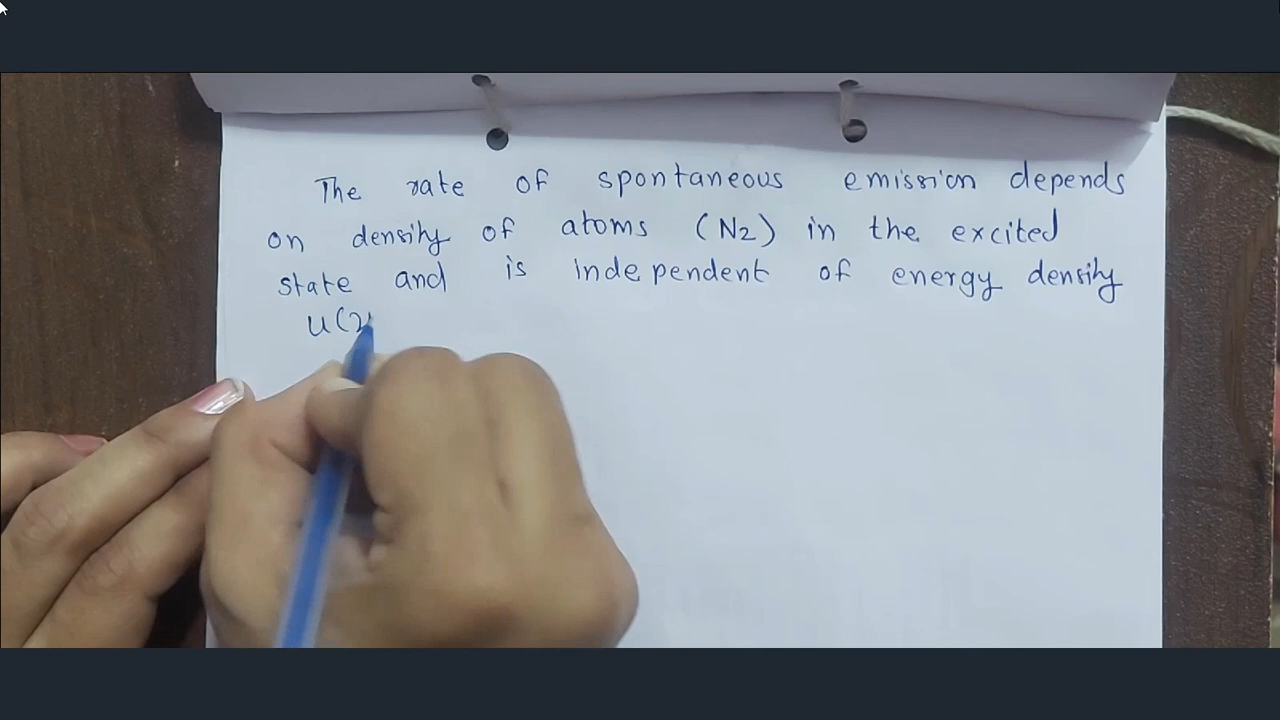 The rate of spontaneous emission depends
on density of atoms (N2) in the excited
state and is independent of energy density
u(ν